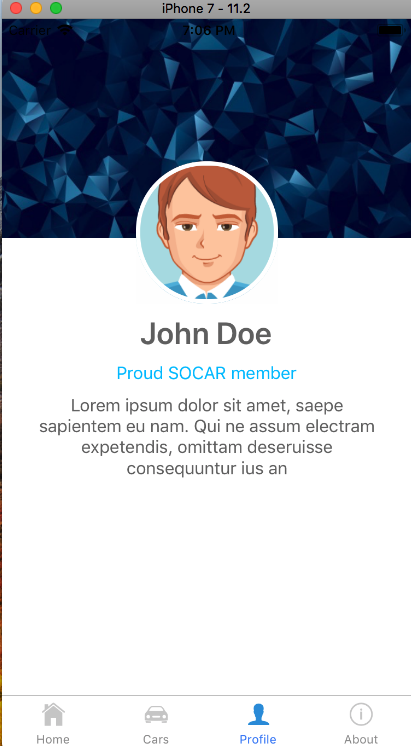 iPhone 7 - 11.2
Carrier 7:06 PM
John Doe
Proud SOCAR member
Lorem ipsum dolor sit amet, saepe
sapientem eu nam. Qui ne assum electram
expetendis, omittam deseruisse
consequuntur ius an
Home Cars Profile About